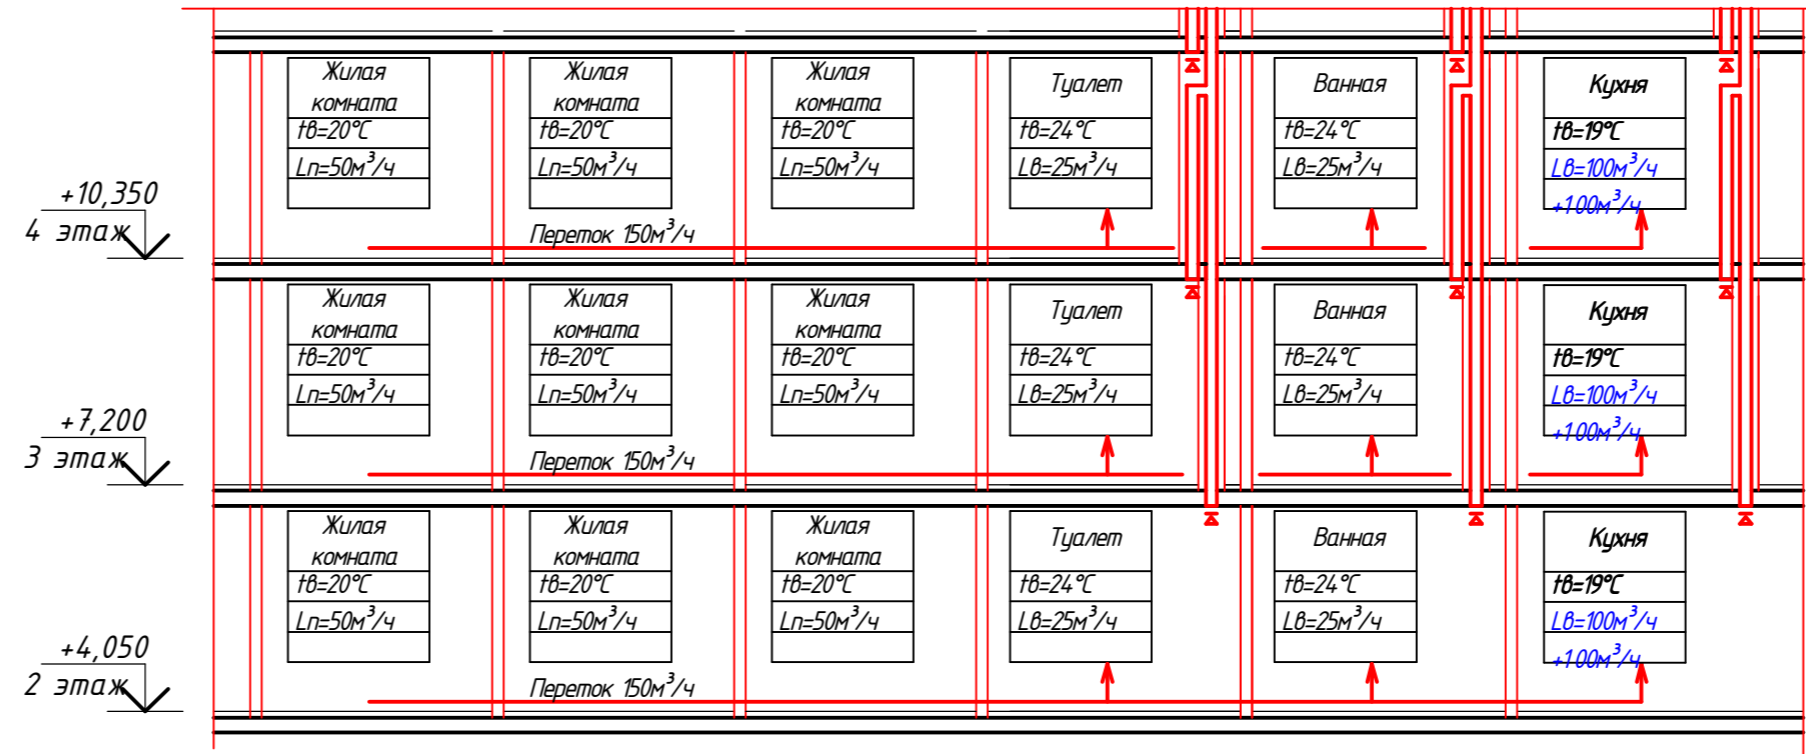 Жилая
комната
tв=20°C
Lп=50м³/ч
Жилая
комната
tв=20°C
Lп=50м³/ч
Жилая
комната
tв=20°C
Lп=50м³/ч
Туалет
tв=24°C
Lв=25м³/ч
Ванная
tв=24°C
Lв=25м³/ч
Кухня
tв=19°C
Lв=100м³/ч
+100м³/ч
+10,350
4 этаж
Переток 150м³/ч
Жилая
комната
tв=20°C
Lп=50м³/ч
Жилая
комната
tв=20°C
Lп=50м³/ч
Жилая
комната
tв=20°C
Lп=50м³/ч
Туалет
tв=24°C
Lв=25м³/ч
Ванная
tв=24°C
Lв=25м³/ч
Кухня
tв=19°C
Lв=100м³/ч
+100м³/ч
+7,200
3 этаж
Переток 150м³/ч
Жилая
комната
tв=20°C
Lп=50м³/ч
Жилая
комната
tв=20°C
Lп=50м³/ч
Жилая
комната
tв=20°C
Lп=50м³/ч
Туалет
tв=24°C
Lв=25м³/ч
Ванная
tв=24°C
Lв=25м³/ч
Кухня
tв=19°C
Lв=100м³/ч
+100м³/ч
+4,050
2 этаж
Переток 150м³/ч